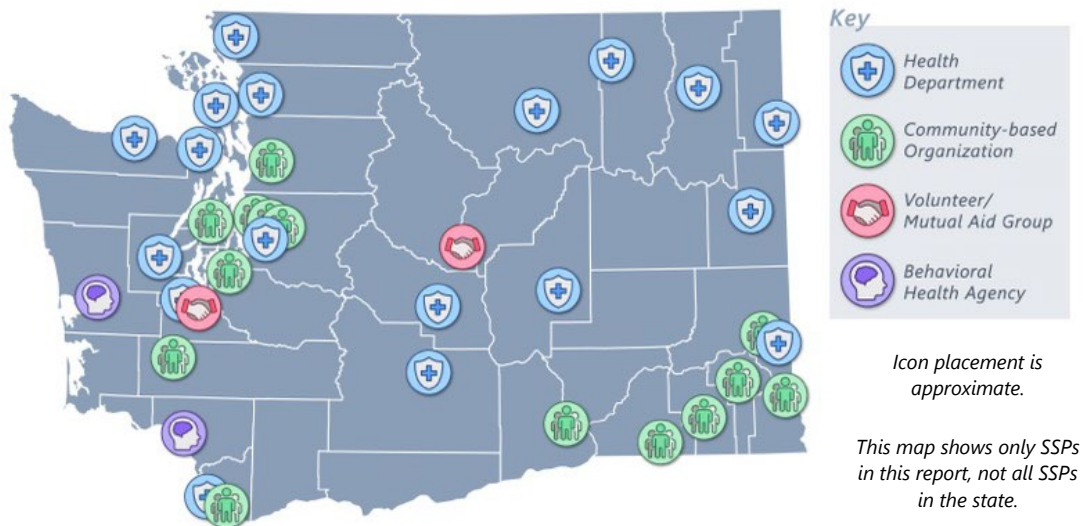 Key
Health
Department
Community-based
Organization
Volunteer/
Mutual Aid Group
Behavioral
Health Agency
Icon placement is
approximate.
This map shows only SSPs
in this report, not all SSPs
in the state.